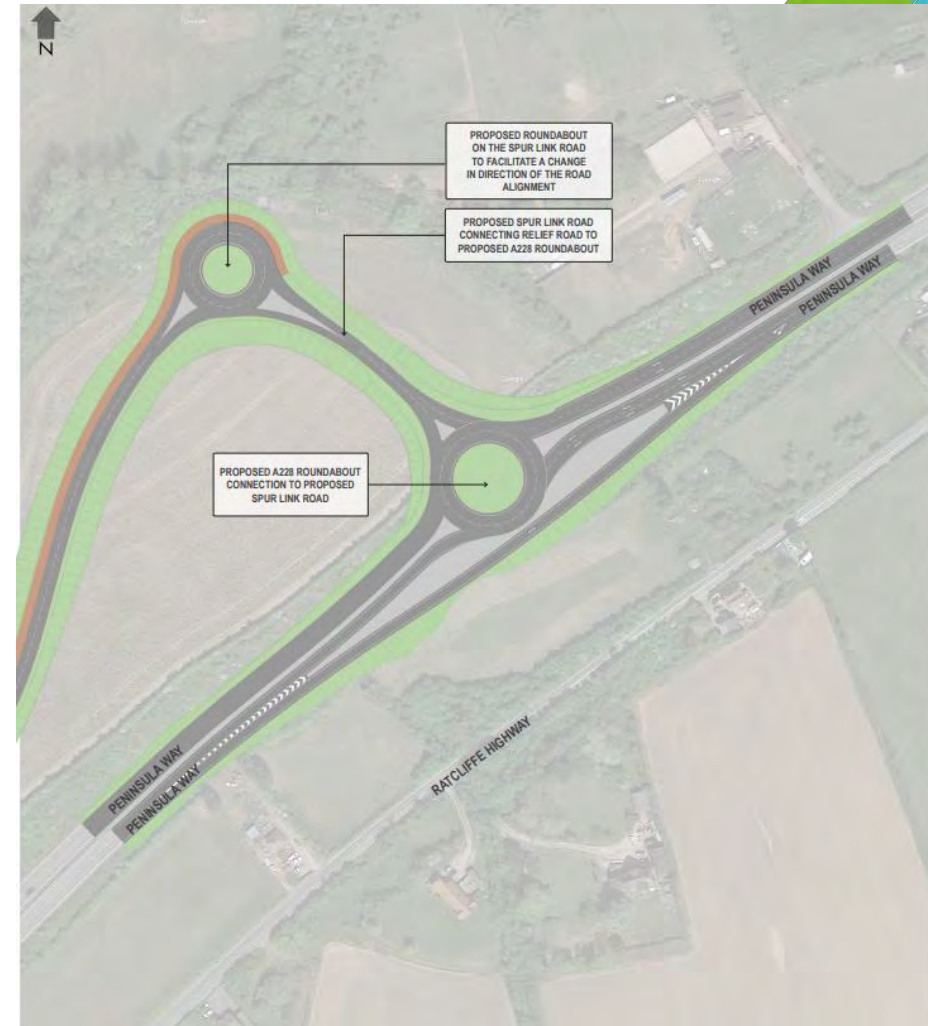 N
PROPOSED ROUNDABOUT
ON THE SPUR LINK ROAD
TO FACILITATE A CHANGE
IN DIRECTION OF THE ROAD
ALIGNMENT
PROPOSED SPUR LINK ROAD
CONNECTING RELIEF ROAD TO
PROPOSED A228 ROUNDABOUT
PENINSULA WAY
PENINSULA WAY
PROPOSED A228 ROUNDABOUT
CONNECTION TO PROPOSED
SPUR LINK ROAD
RATCLIFFE HIGHWAY
PENINSULA WAY
PENINSULA WAY